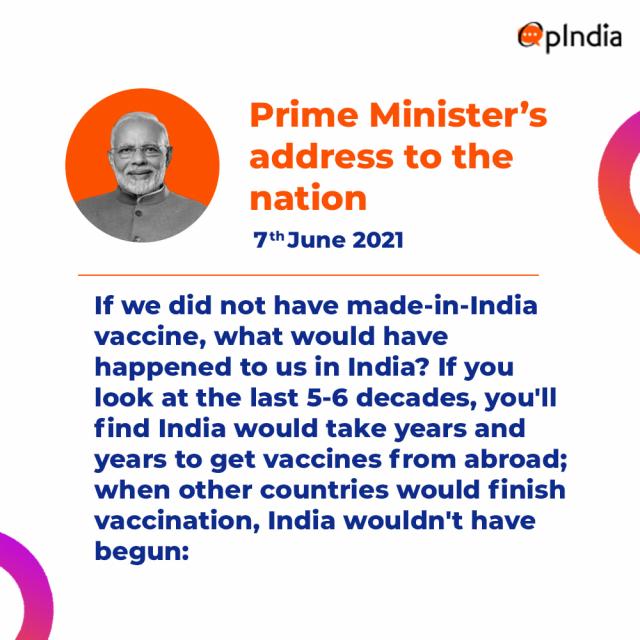 OpIndia
Prime Minister's
address to the
nation
7th June 2021
If we did not have made-in-India
vaccine, what would have
happened to us in India? If you
look at the last 5-6 decades, you'll
find India would take years and
years to get vaccines from abroad;
when other countries would finish
vaccination, India wouldn't have
begun: